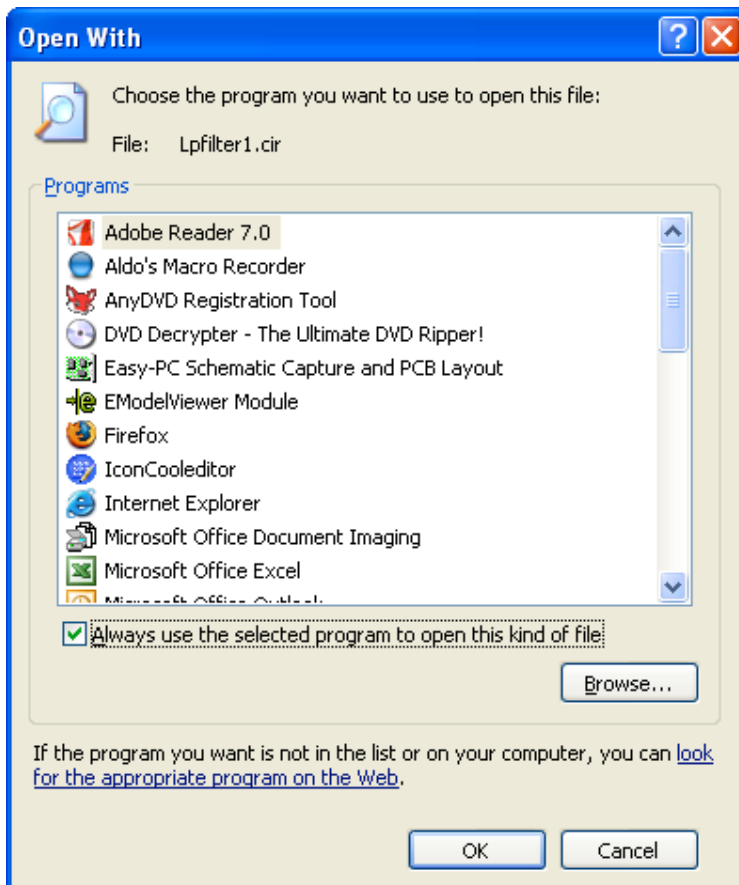 Open With
Choose the program you want to use to open this file:
File: Lpfilter1.cir
Programs
Adobe Reader 7.0
Aldo's Macro Recorder
AnyDVD Registration Tool
DVD Decrypter - The Ultimate DVD Ripper!
Easy-PC Schematic Capture and PCB Layout
EModelViewer Module
Firefox
IconCooleditor
Internet Explorer
Microsoft Office Document Imaging
Microsoft Office Excel
Microsoft Office Outlook
Always use the selected program to open this kind of file
Browse...
If the program you want is not in the list or on your computer, you can look
for the appropriate program on the Web.
OK
Cancel